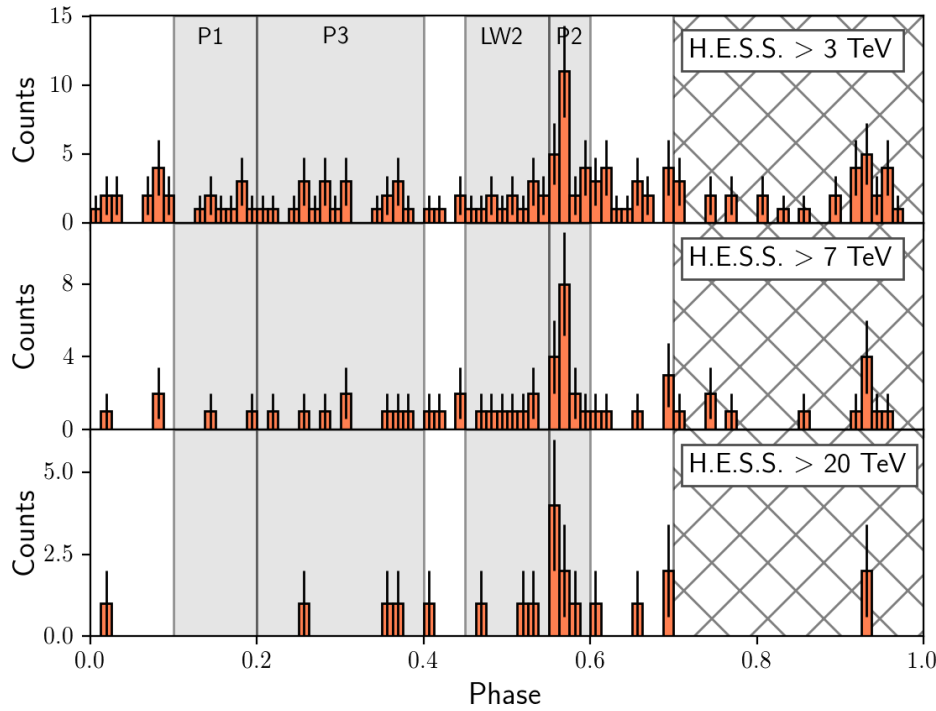 15
P1
P3
LW2
P2
H.E.S.S. > 3 TeV
10
Counts
5
0
H.E.S.S. > 7 TeV
8
Counts
4
0
H.E.S.S. > 20 TeV
5.0
Counts
2.5
0.0
0.0 0.2 0.4 0.6 0.8 1.0
Phase